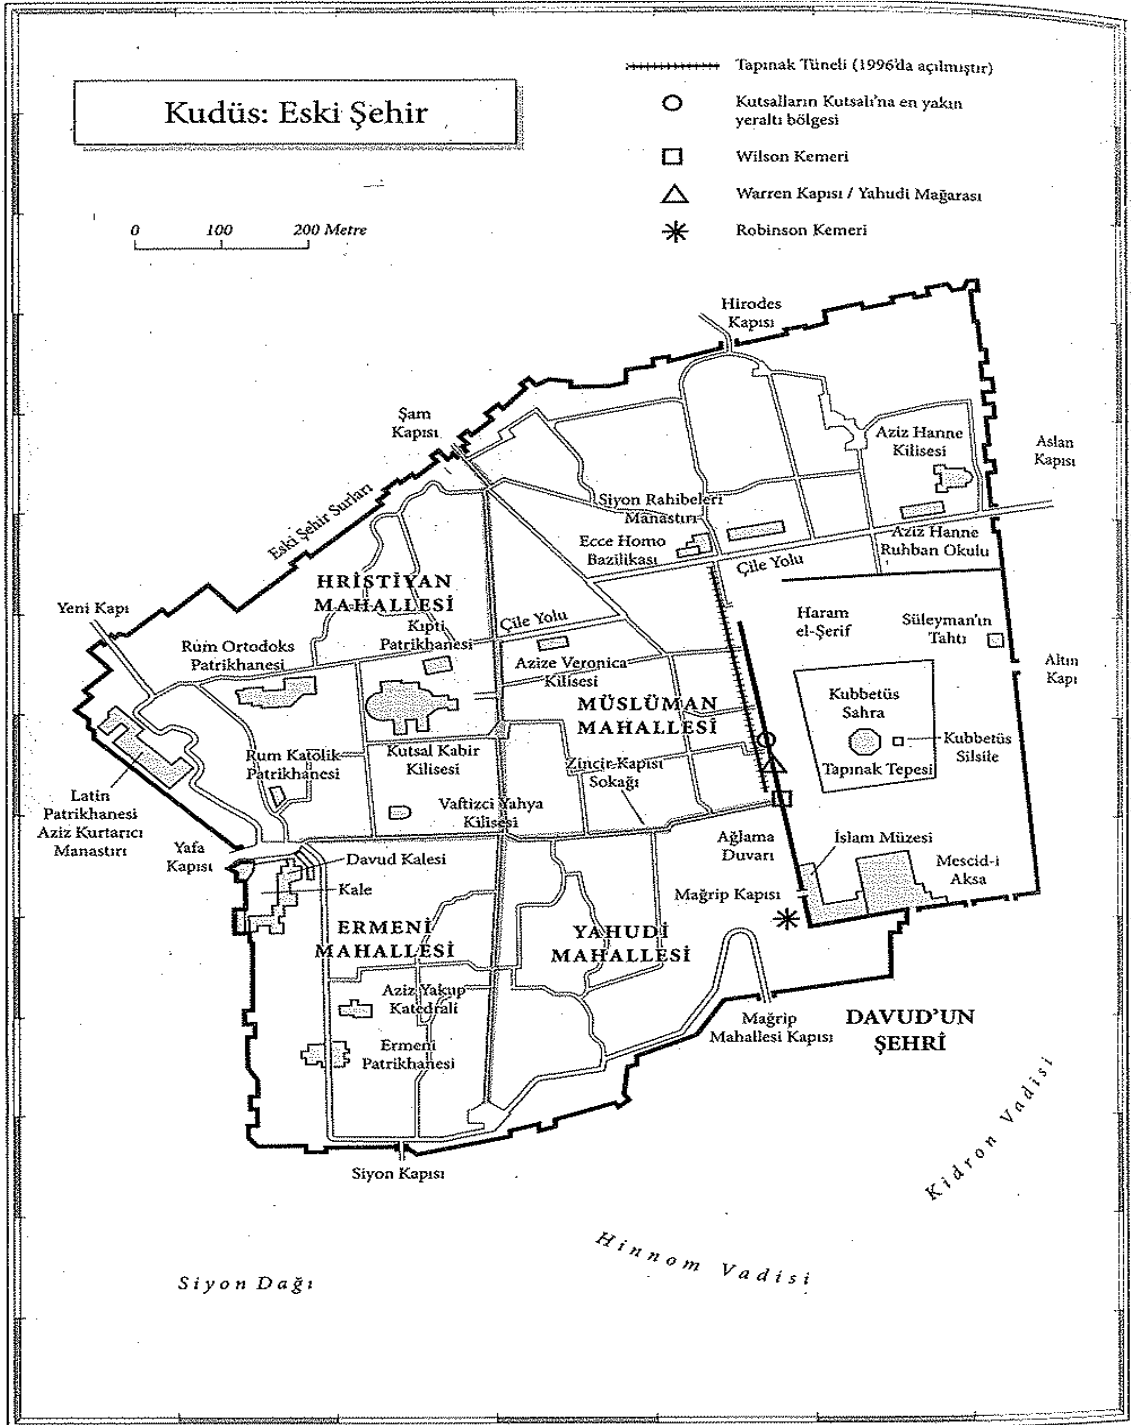 Kudüs: Eski Şehir
Tapınak Tüneli (1996'da açılmıştır)
Kutsalların Kutsalı'na en yakın
yeraltı bölgesi
Wilson Kemeri
Warren Kapısı / Yahudi Mağarası
Robinson Kemeri
0 100 200 Metre
Hirodes
Kapısı
Şam
Kapısı
Aziz Hanne
Kilisesi
Aslan
Kapısı
Eski Şehir Surları
Siyon Rahibeleri
Manastırı
Ecce Homo
Bazilikası
Aziz Hanne
Ruhban Okulu
Çile Yolu
HRİSTİYAN
MAHALLESİ
Yeni Kapı
Kıpti
Patrikhanesi
Çile Yolu
Haram
el-Şerif
Süleyman'ın
Tahtı
Rum Ortodoks
Patrikhanesi
Azize Veronica
Kilisesi
Altın
Kapı
MÜSLÜMAN
MAHALLESİ
Kubbetüs
Sahra
Kubbetüs
Silsile
Tapınak Tepesi
Rum Katolik
Patrikhanesi
Kutsal Kabir
Kilisesi
Zincir Kapısı
Sokağı
Latin
Patrikhanesi
Aziz Kurtarıcı
Manastırı
Vaftizci Yahya
Kilisesi
Yafa
Kapısı
Ağlama
Duvarı
İslam Müzesi
Mescid-i
Aksa
Davud Kalesi
Kale
Mağrip Kapısı
ERMENİ
MAHALLESİ
YAHUDİ
MAHALLESİ
Aziz Yakup
Katedrali
Mağrip
Mahallesi Kapısı
DAVUD'UN
ŞEHRİ
Ermeni
Patrikhanesi
Siyon Kapısı
Kidron Vadisi
Hinnom Vadisi
Siyon Dağı